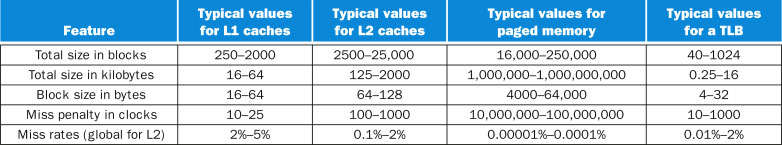 Feature Typical values for L1 caches Typical values for L2 caches Typical values for paged memory Typical values for a TLB
Total size in blocks 250–2000 2500–25,000 16,000–250,000 40–1024
Total size in kilobytes 16–64 125–2000 1,000,000–1,000,000,000 0.25–16
Block size in bytes 16–64 64–128 4000–64,000 4–32
Miss penalty in clocks 10–25 100–1000 10,000,000–100,000,000 10–1000
Miss rates (global for L2) 2%–5% 0.1%–2% 0.00001%–0.0001% 0.01%–2%